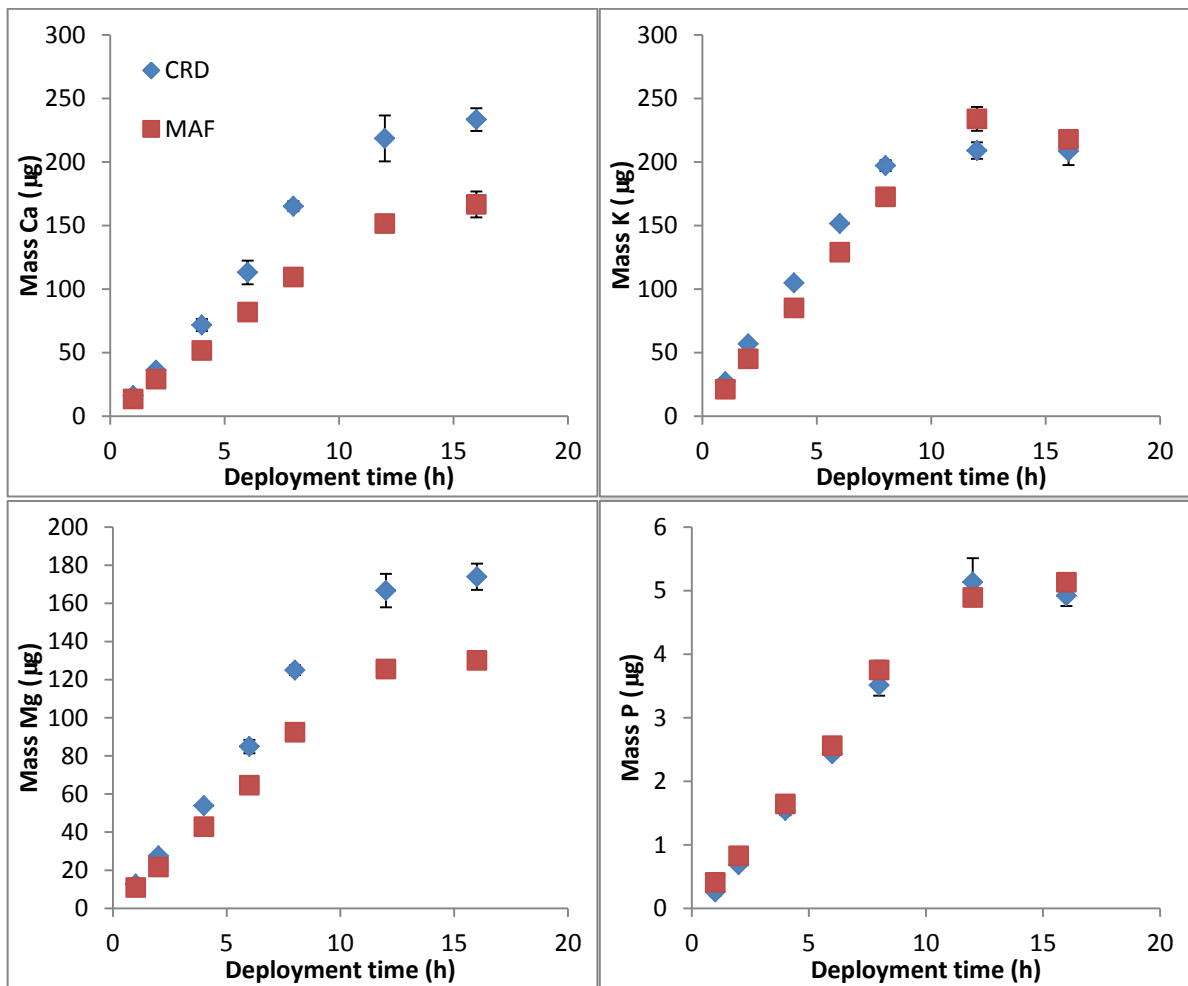 Mass Ca (µg)
300
250
200
150
100
50
0
CRD
MAF
0 5 10 15 20
Deployment time (h)
Mass K (µg)
300
250
200
150
100
50
0
0 5 10 15 20
Deployment time (h)
Mass Mg (µg)
200
180
160
140
120
100
80
60
40
20
0
0 5 10 15 20
Deployment time (h)
Mass P (µg)
6
5
4
3
2
1
0
0 5 10 15 20
Deployment time (h)